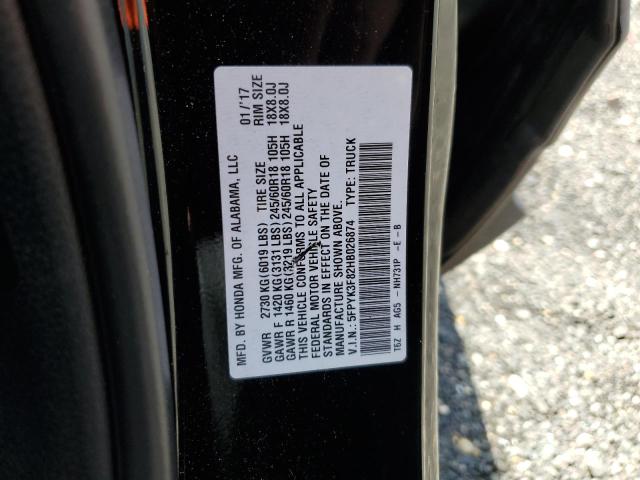 MFD. BY HONDA MFG. OF ALABAMA, LLC 01/'17
GVWR 2730 KG (6019 LBS) TIRE SIZE RIM SIZE
GAWR F 1420 KG (3131 LBS) 245/60R18 105H 18X8.0J
GAWR R 1460 KG (3219 LBS) 245/60R18 105H 18X8.0J
THIS VEHICLE CONFORMS TO ALL APPLICABLE
FEDERAL MOTOR VEHICLE SAFETY
STANDARDS IN EFFECT ON THE DATE OF
MANUFACTURE SHOWN ABOVE.
V.I.N.: 5FPYK3F82HB026874 TYPE: TRUCK
T6Z H AG5 - NH731P -E -B